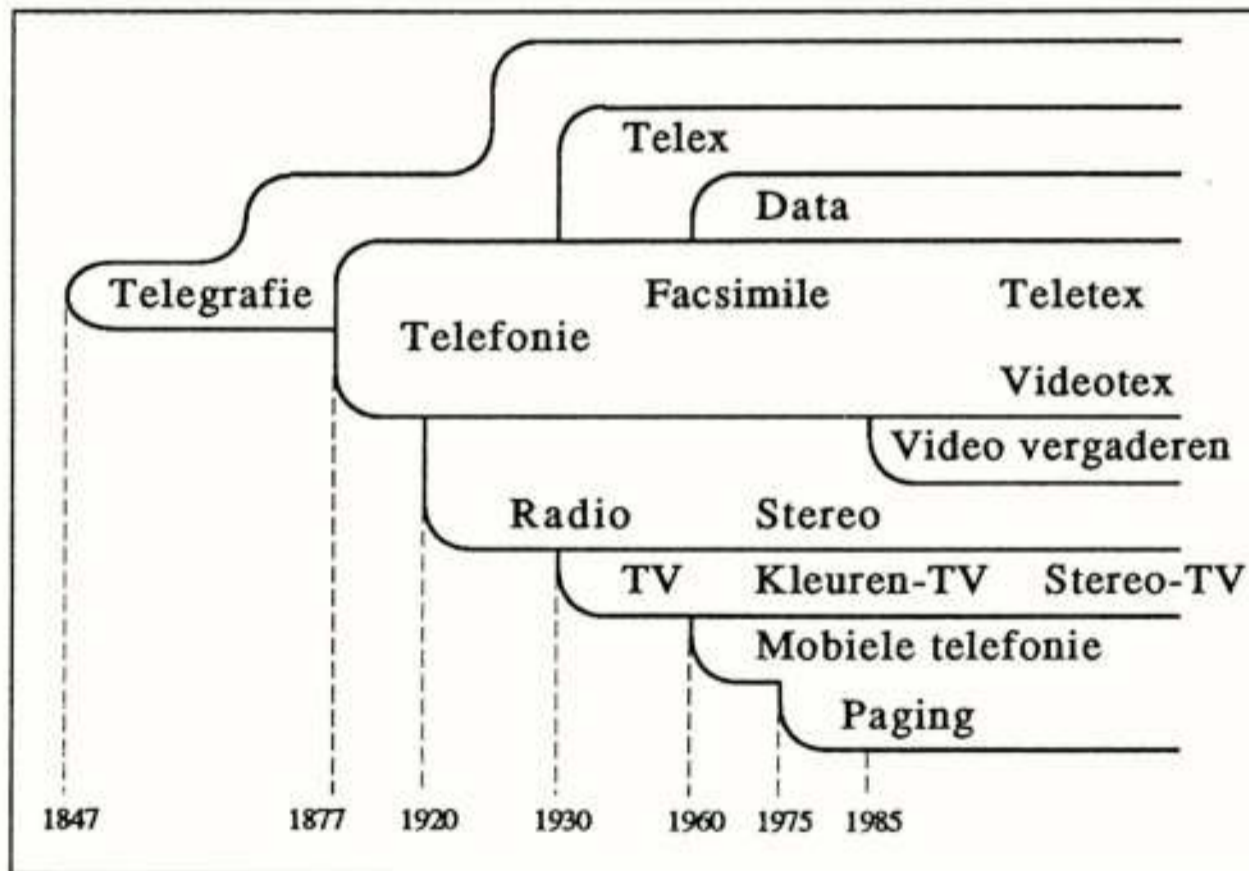 Telex
Data
Telegrafie
Facsimile Teletex
Telefonie
Videotex
Video vergaderen
Radio Stereo
TV Kleuren-TV Stereo-TV
Mobiele telefonie
Paging
1847 1877 1920 1930 1960 1975 1985